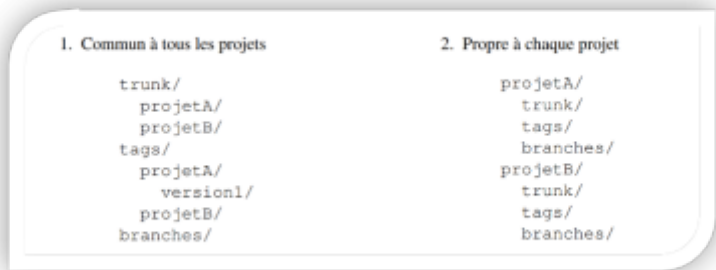 1. Commun à tous les projets
trunk/
projetA/
projetB/
tags/
projetA/
version1/
projetB/
branches/
2. Propre à chaque projet
projetA/
trunk/
tags/
branches/
projetB/
trunk/
tags/
branches/